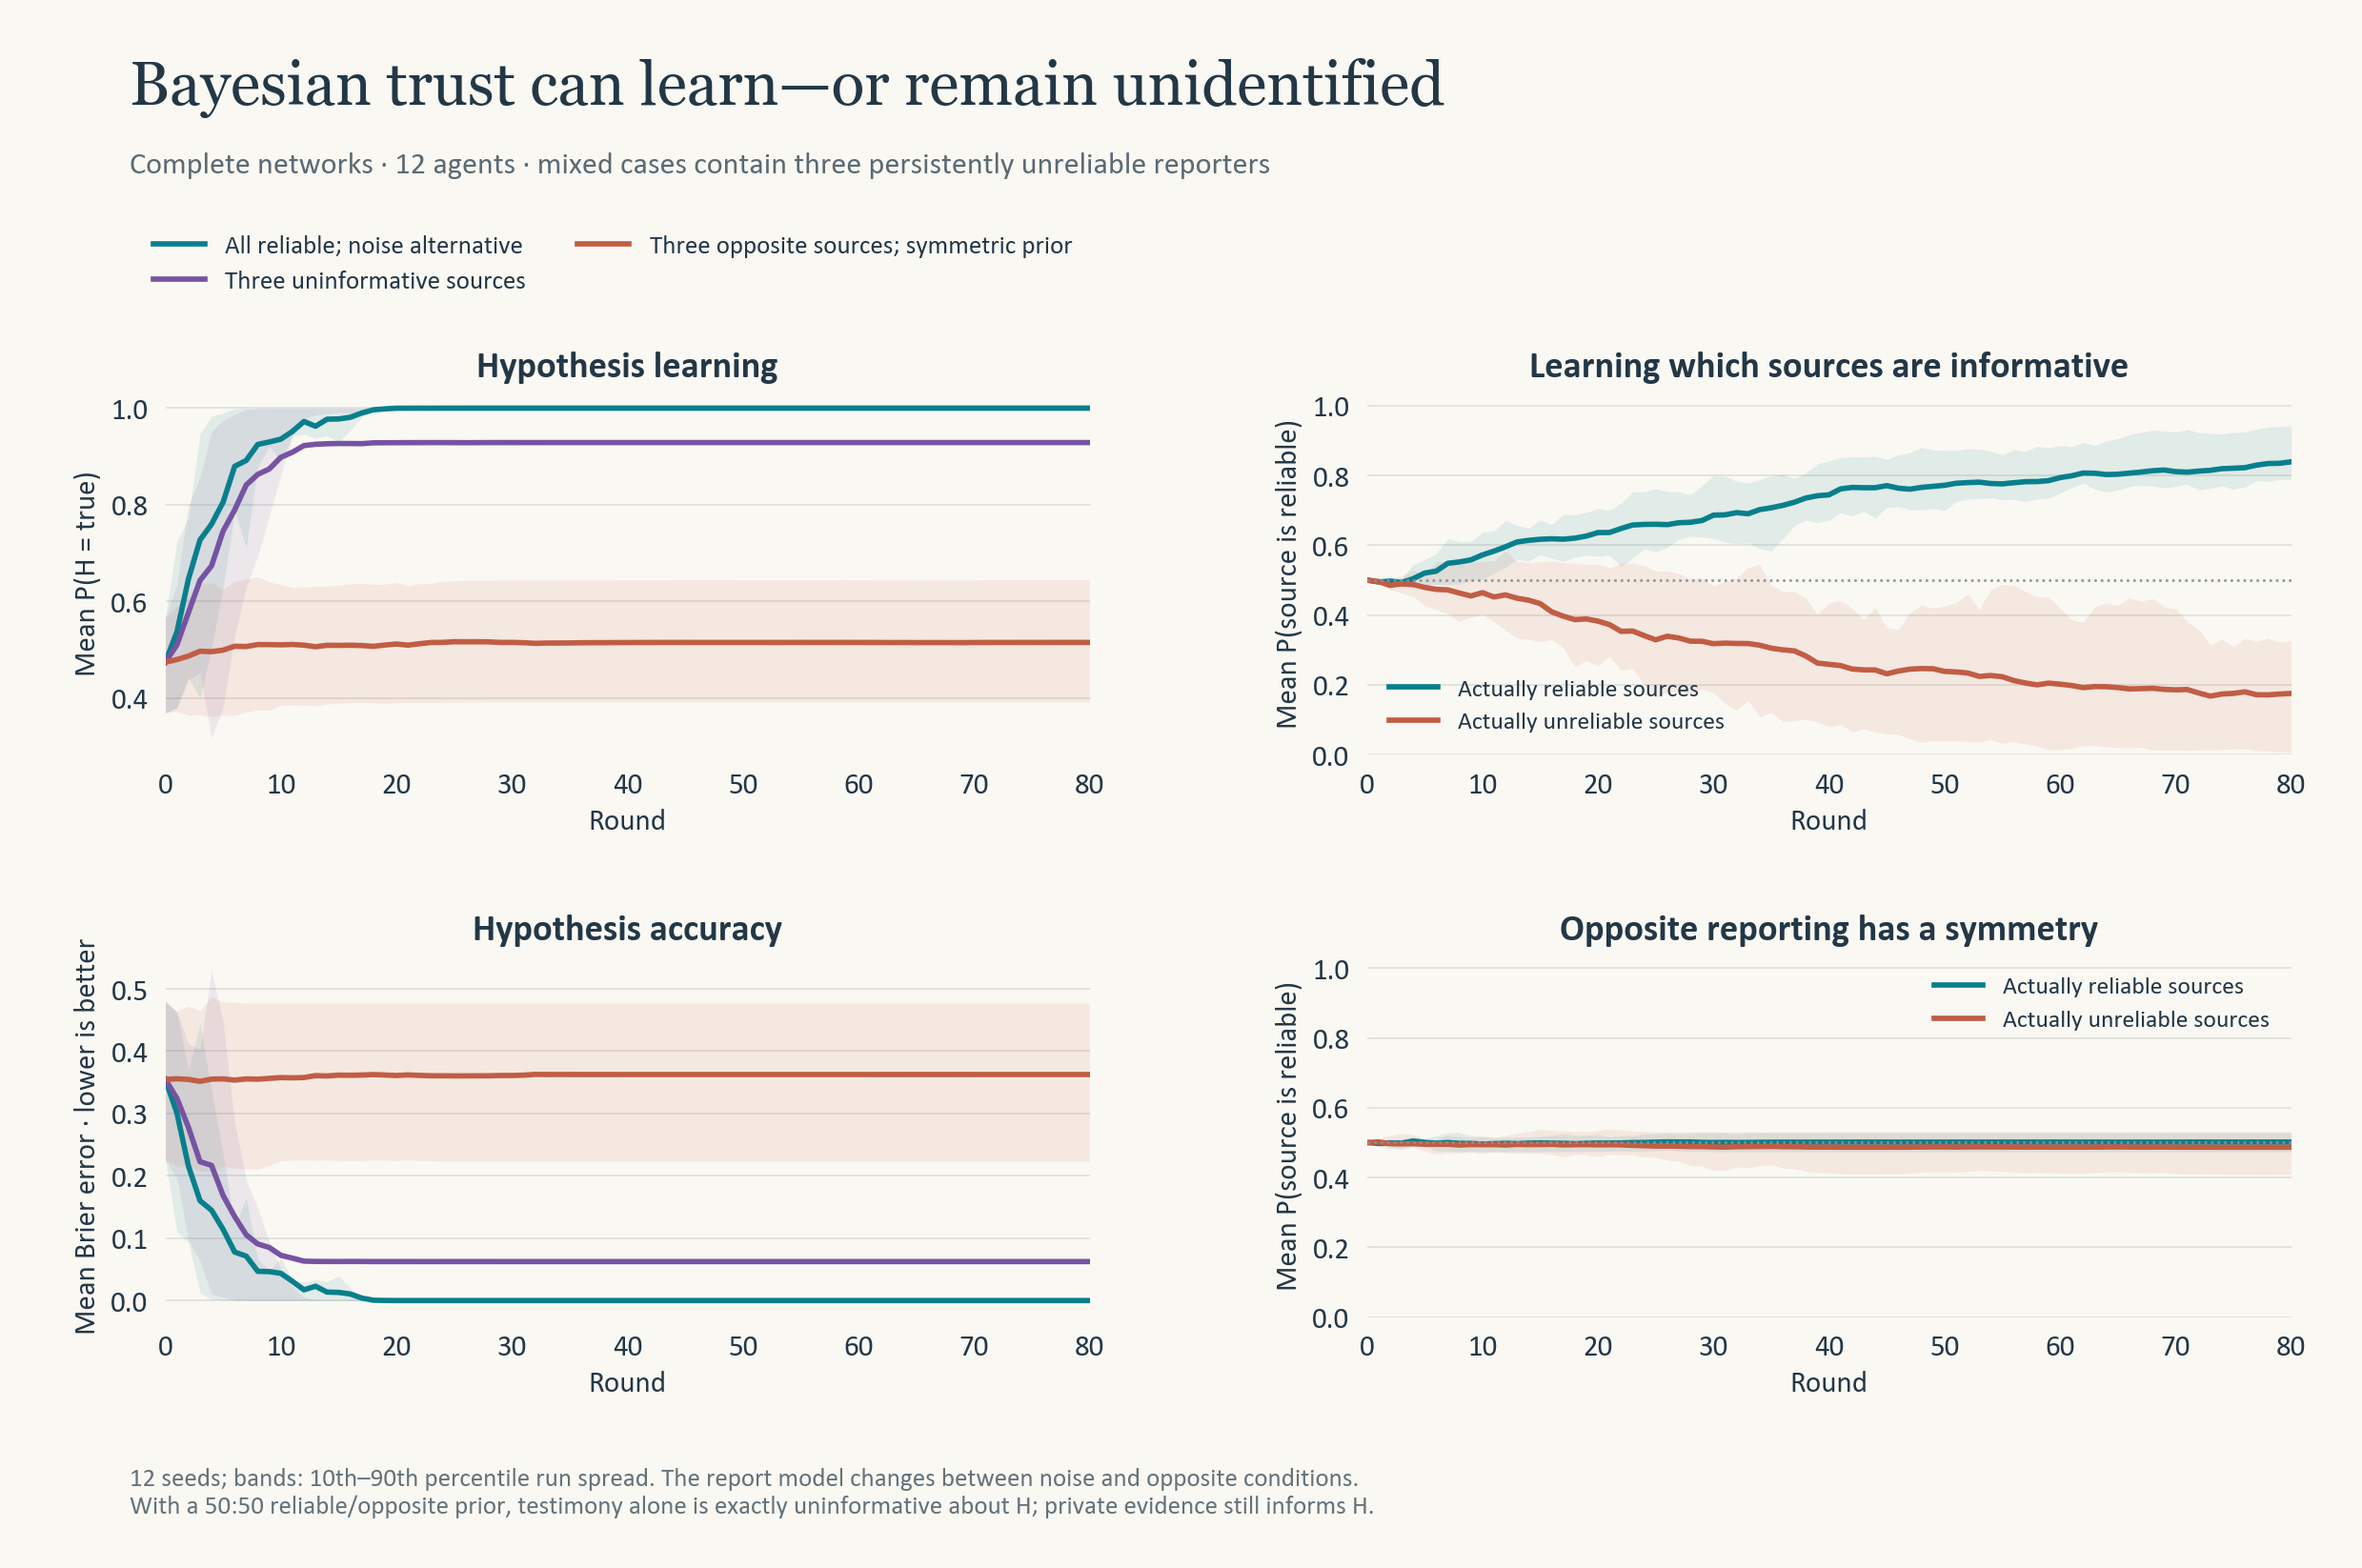 Bayesian trust can learn—or remain unidentified
Complete networks · 12 agents · mixed cases contain three persistently unreliable reporters
All reliable; noise alternative
Three opposite sources; symmetric prior
Three uninformative sources
Hypothesis learning
Mean P(H = true)
1.0
0.8
0.6
0.4
0 10 20 30 40 50 60 70 80
Round
Learning which sources are informative
Mean P(source is reliable)
1.0
0.8
0.6
0.4
0.2
0.0
Actually reliable sources
Actually unreliable sources
0 10 20 30 40 50 60 70 80
Round
Hypothesis accuracy
Mean Brier error · lower is better
0.5
0.4
0.3
0.2
0.1
0.0
0 10 20 30 40 50 60 70 80
Round
Opposite reporting has a symmetry
Mean P(source is reliable)
1.0
0.8
0.6
0.4
0.2
0.0
Actually reliable sources
Actually unreliable sources
0 10 20 30 40 50 60 70 80
Round
12 seeds; bands: 10th–90th percentile run spread. The report model changes between noise and opposite conditions.
With a 50:50 reliable/opposite prior, testimony alone is exactly uninformative about H; private evidence still informs H.